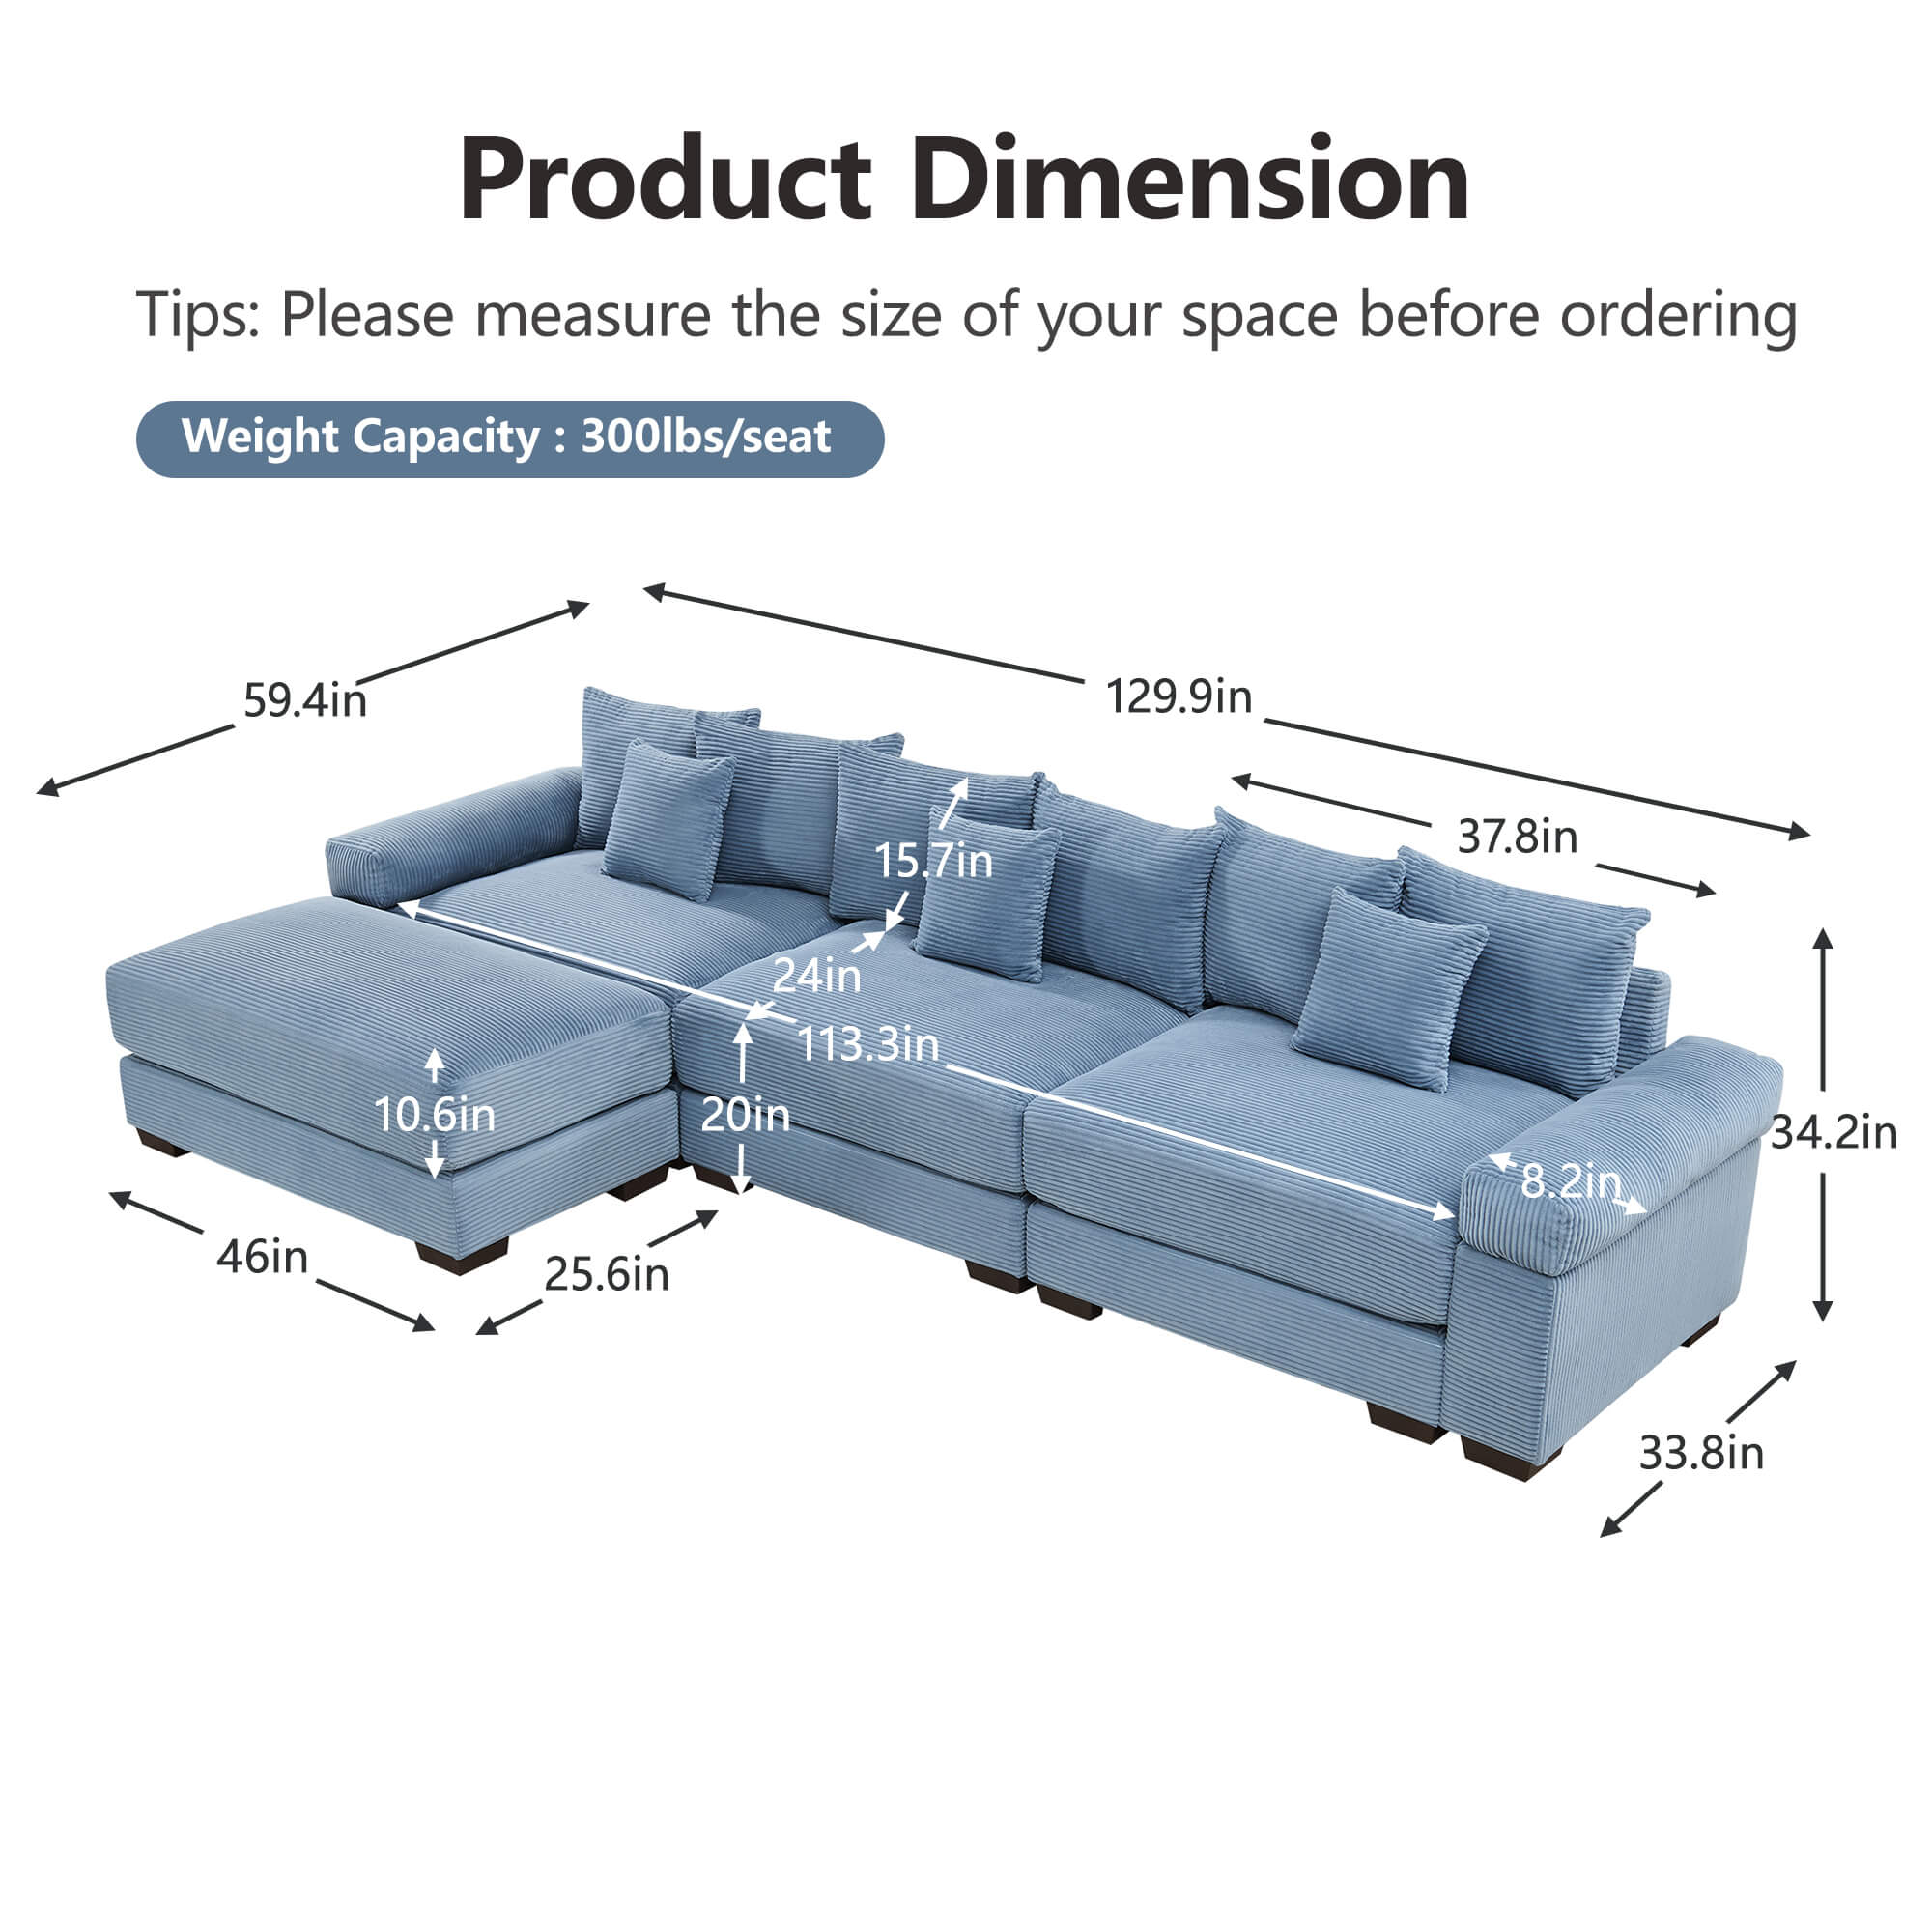 Product Dimension
Tips: Please measure the size of your space before ordering
Weight Capacity : 300lbs/seat
59.4in
129.9in
37.8in
15.7in
24in
113.3in
10.6in
20in
34.2in
8.2in
46in
25.6in
33.8in